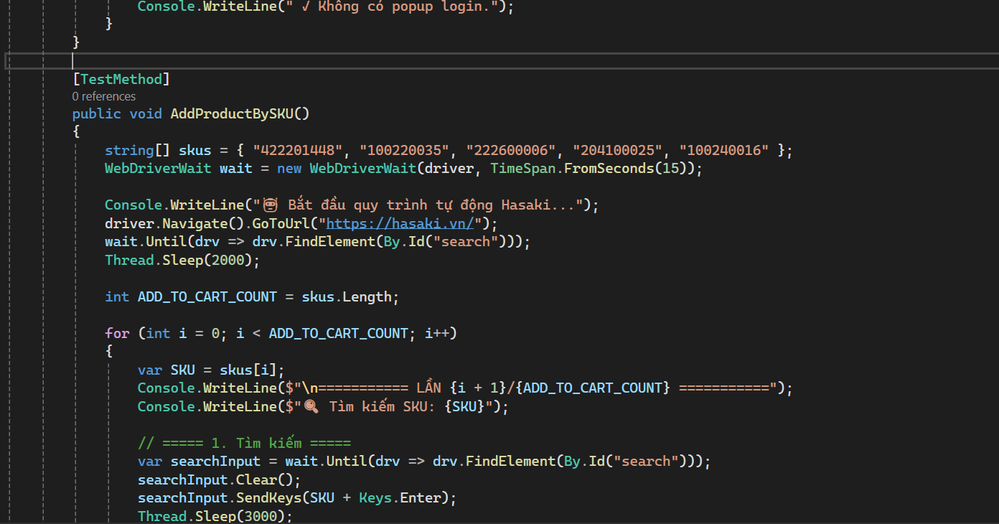 Console.WriteLine(" ✓ Không có popup login.");
}
}
[TestMethod]
0 references
public void AddProductBySKU()
{
string[] skus = { "422201448", "100220035", "222600006", "204100025", "100240016" };
WebDriverWait wait = new WebDriverWait(driver, TimeSpan.FromSeconds(15));
Console.WriteLine("🤖 Bắt đầu quy trình tự động Hasaki...");
driver.Navigate().GoToUrl("https://hasaki.vn/");
wait.Until(drv => drv.FindElement(By.Id("search")));
Thread.Sleep(2000);
int ADD_TO_CART_COUNT = skus.Length;
for (int i = 0; i < ADD_TO_CART_COUNT; i++)
{
var SKU = skus[i];
Console.WriteLine($"\n=========== LẦN {i + 1}/{ADD_TO_CART_COUNT} ===========");
Console.WriteLine($"🔍 Tìm kiếm SKU: {SKU}");
// ===== 1. Tìm kiếm =====
var searchInput = wait.Until(drv => drv.FindElement(By.Id("search")));
searchInput.Clear();
searchInput.SendKeys(SKU + Keys.Enter);
Thread.Sleep(3000);